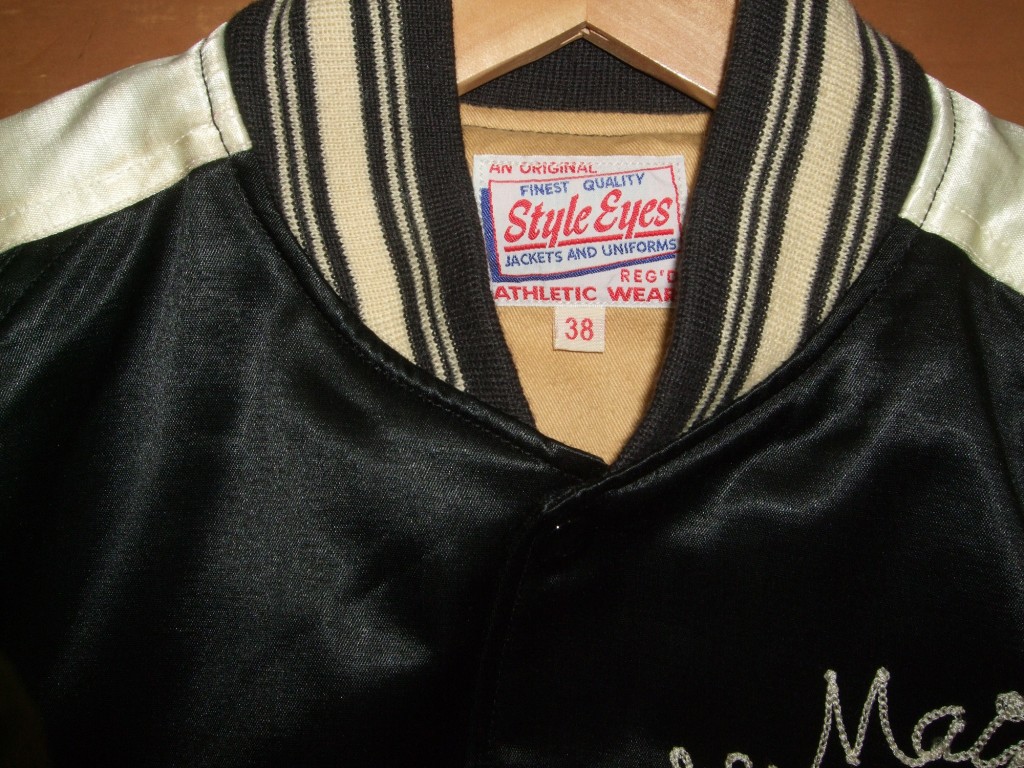 AN ORIGINAL
FINEST QUALITY
Style Eyes
JACKETS AND UNIFORMS
REG'D
ATHLETIC WEAR
38